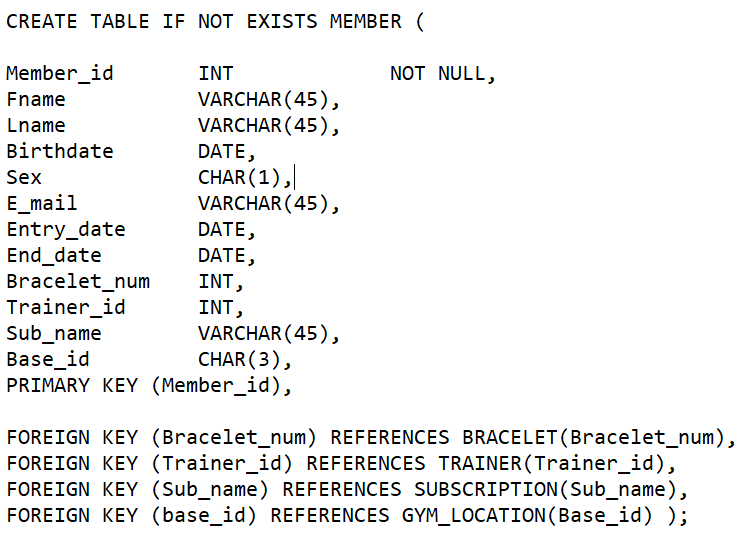 CREATE TABLE IF NOT EXISTS MEMBER (
Member_id INT NOT NULL,
Fname VARCHAR(45),
Lname VARCHAR(45),
Birthdate DATE,
Sex CHAR(1),
E_mail VARCHAR(45),
Entry_date DATE,
End_date DATE,
Bracelet_num INT,
Trainer_id INT,
Sub_name VARCHAR(45),
Base_id CHAR(3),
PRIMARY KEY (Member_id),
FOREIGN KEY (Bracelet_num) REFERENCES BRACELET(Bracelet_num),
FOREIGN KEY (Trainer_id) REFERENCES TRAINER(Trainer_id),
FOREIGN KEY (Sub_name) REFERENCES SUBSCRIPTION(Sub_name),
FOREIGN KEY (base_id) REFERENCES GYM_LOCATION(Base_id) );